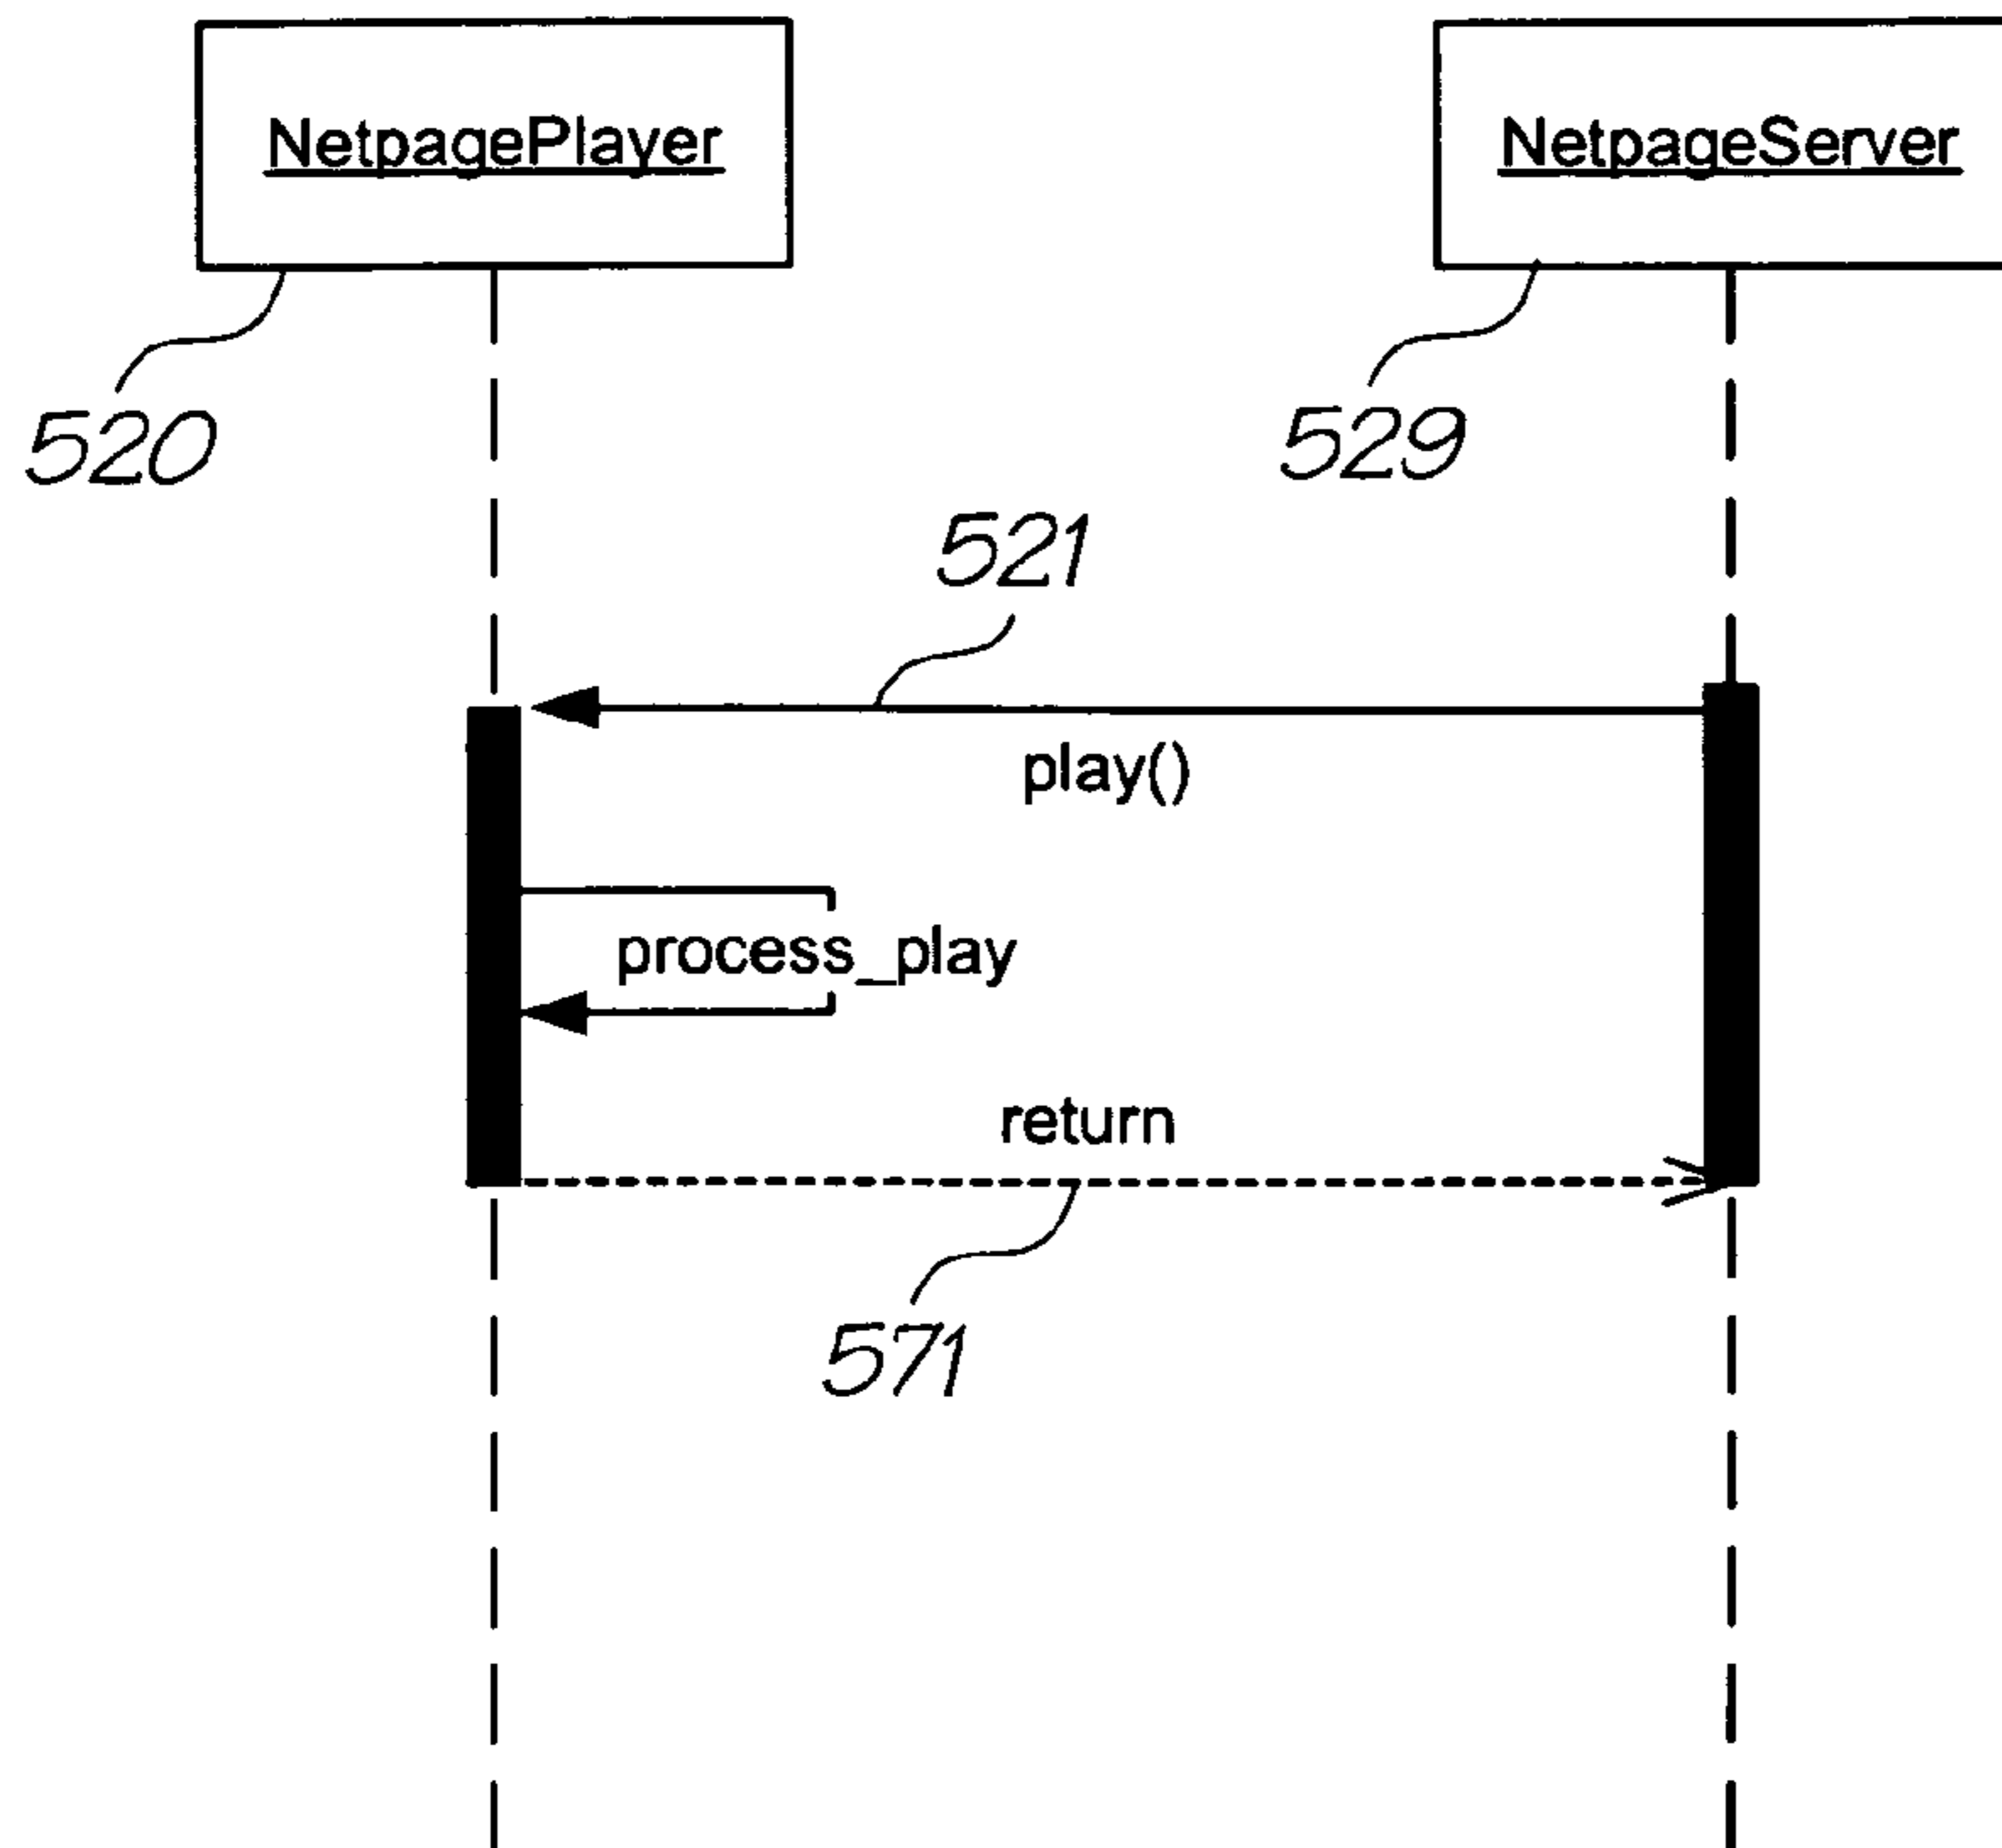 NetpagePlayer
NetpageServer
520
529
521
play()
process_play
return
571